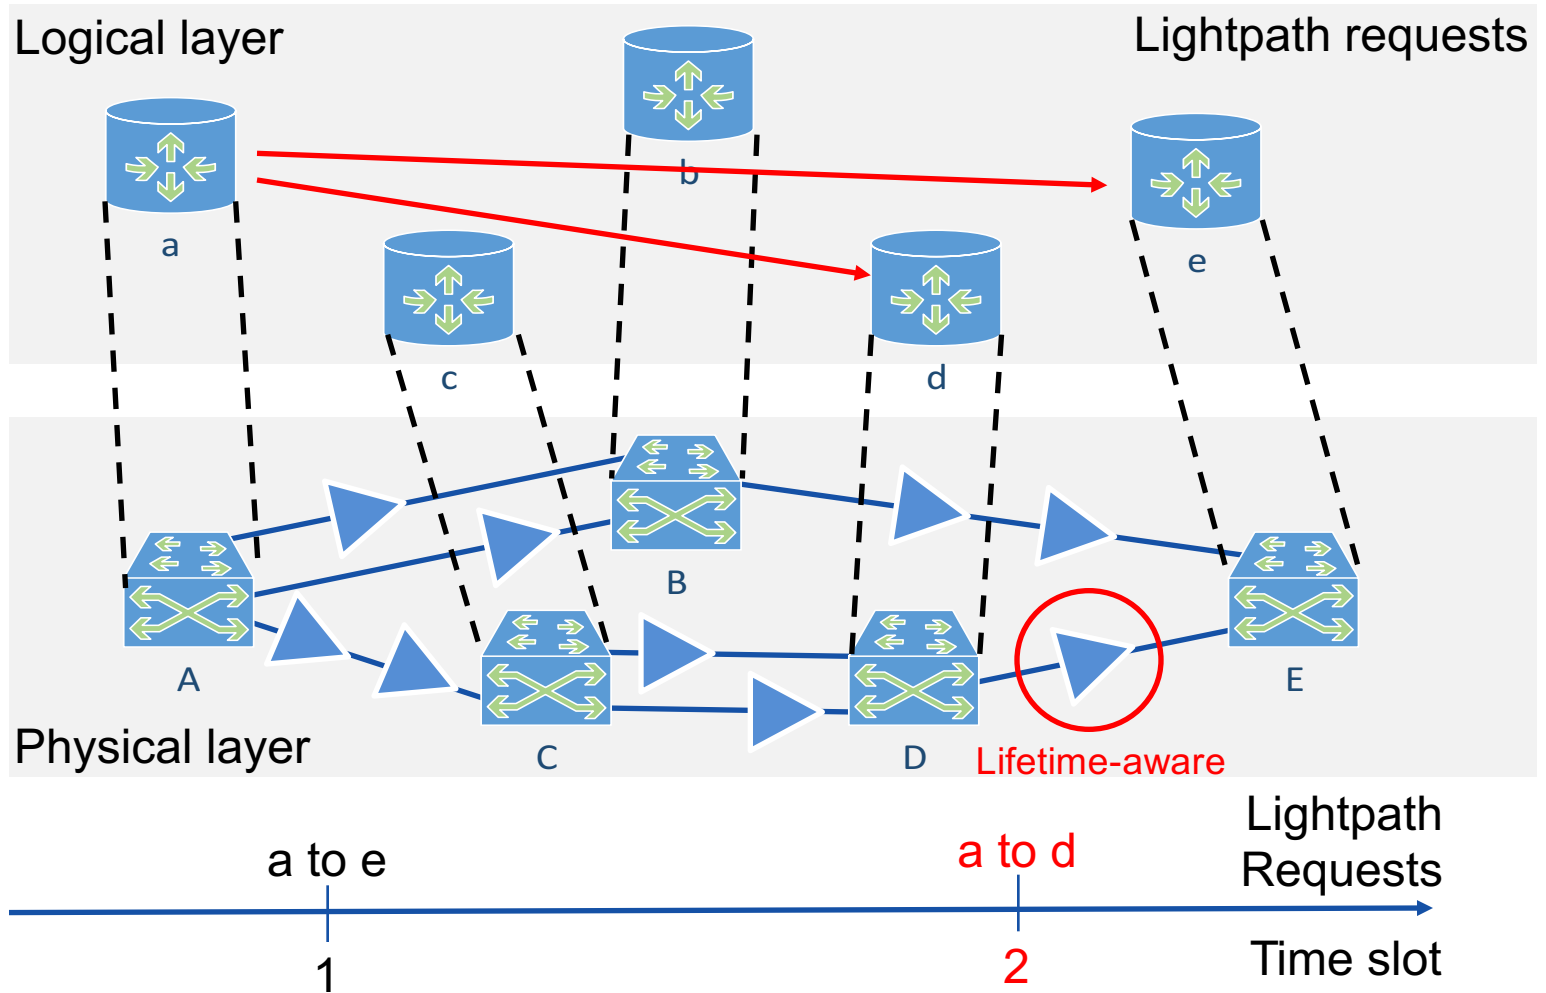 Logical layer
Lightpath requests
b
a
e
c
d
B
A
E
C
D
Physical layer
Lifetime-aware
Lightpath
Requests
a to e
a to d
1
2
Time slot